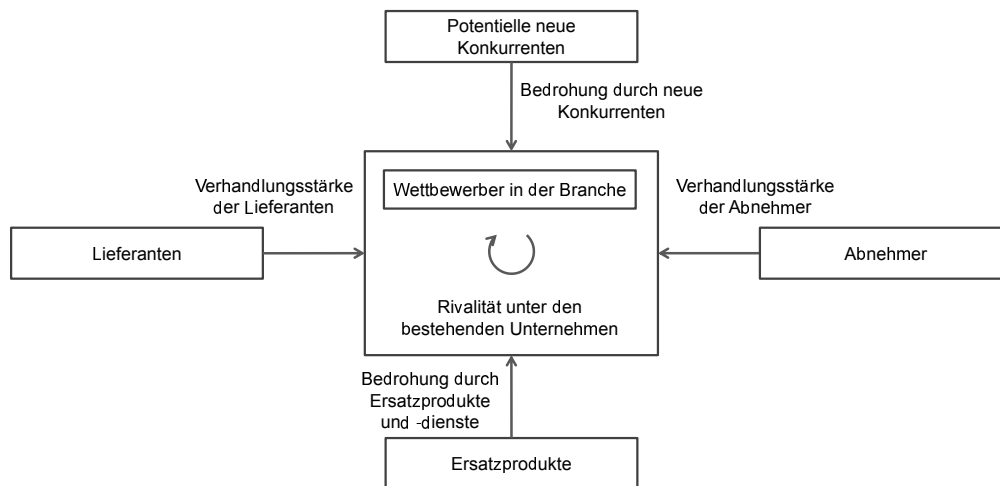 Potentielle neue
Konkurrenten
Bedrohung durch neue
Konkurrenten
Wettbewerber in der Branche
Verhandlungsstärke
der Lieferanten
Verhandlungsstärke
der Abnehmer
Lieferanten
Abnehmer
Rivalität unter den
bestehenden Unternehmen
Bedrohung durch
Ersatzprodukte
und -dienste
Ersatzprodukte